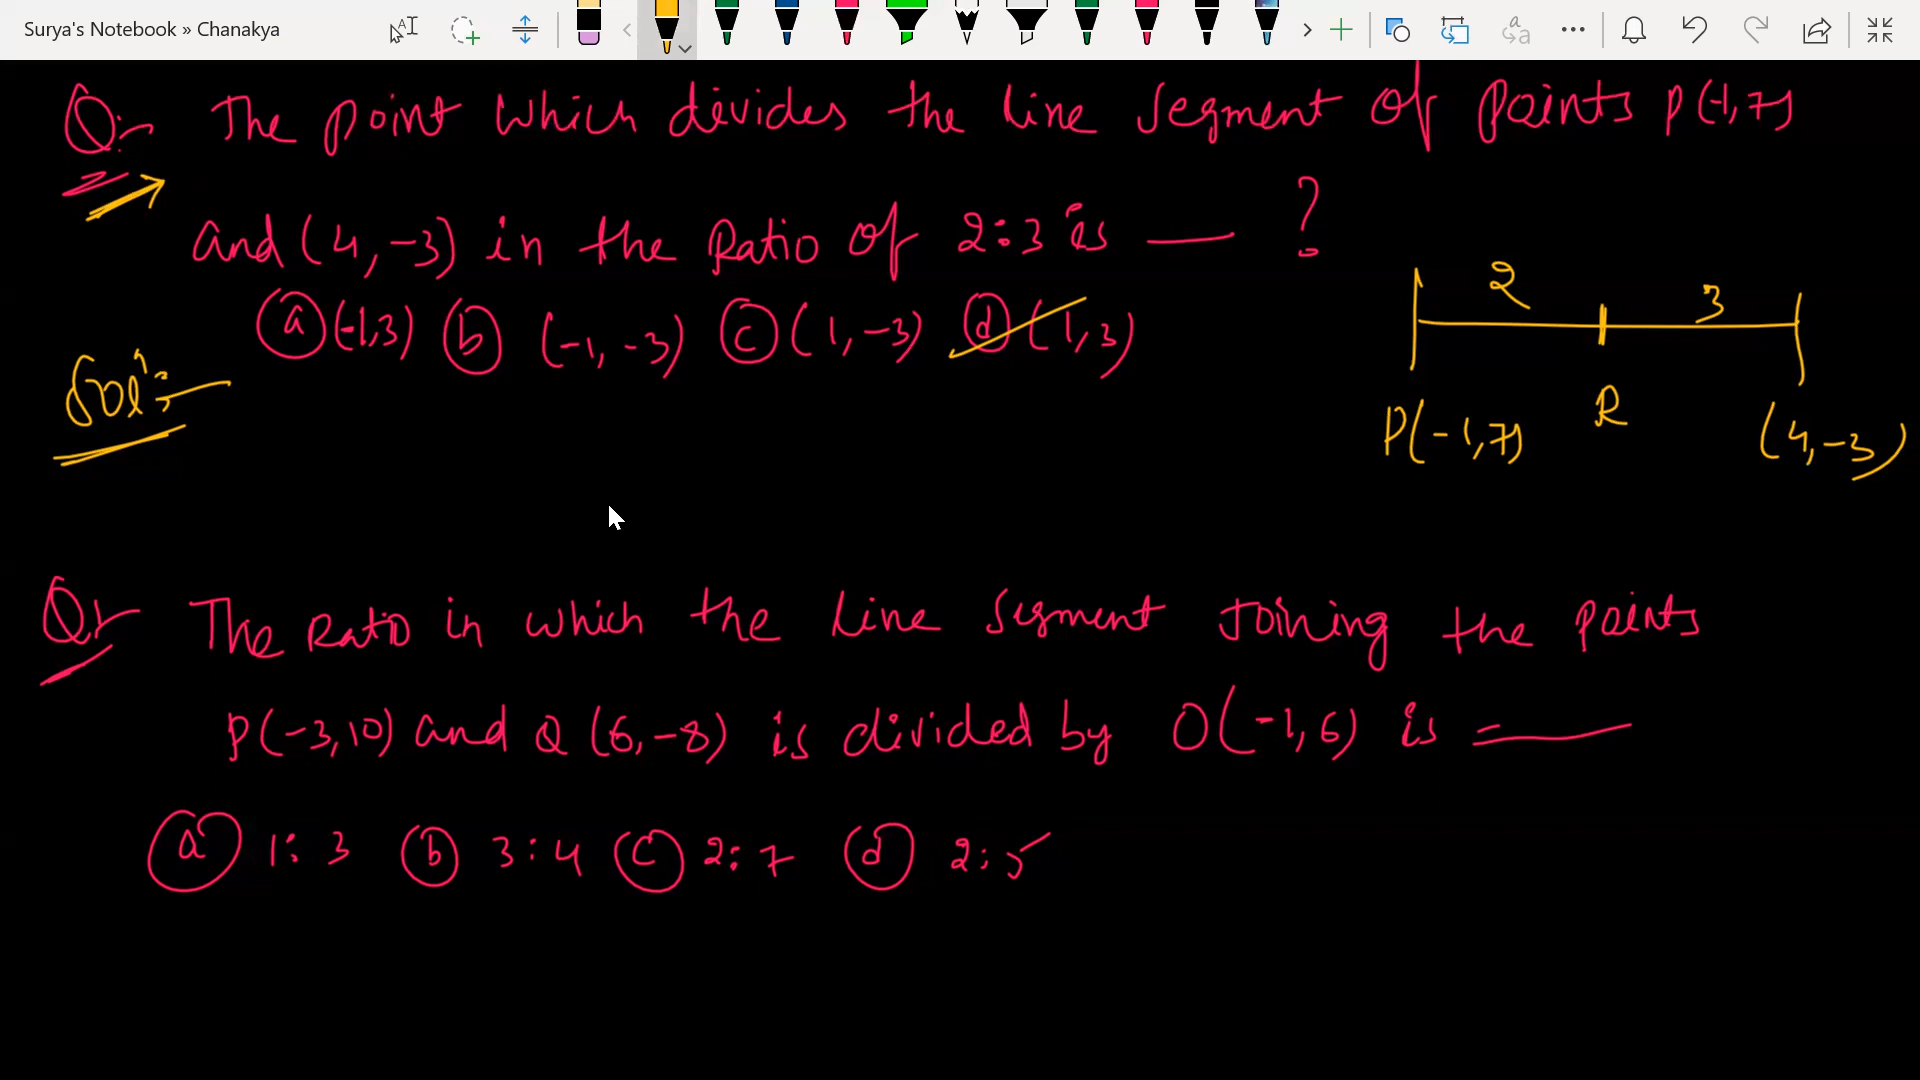 Surya's Notebook » Chanakya
Q:- The point which divides the line segment of points P(-1,7)
and (4,-3) in the Ratio of 2:3 is — ?
(a) (-1,3) (b) (-1,-3) (c) (1,-3) (d) (1,3)
2 3
Solⁿ:-
P(-1,7) R (4,-3)
Q:- The Ratio in which the line segment Joining the points
P(-3,10) and Q (6,-8) is divided by O(-1,6) is =——
(a) 1:3 (b) 3:4 (c) 2:7 (d) 2:5